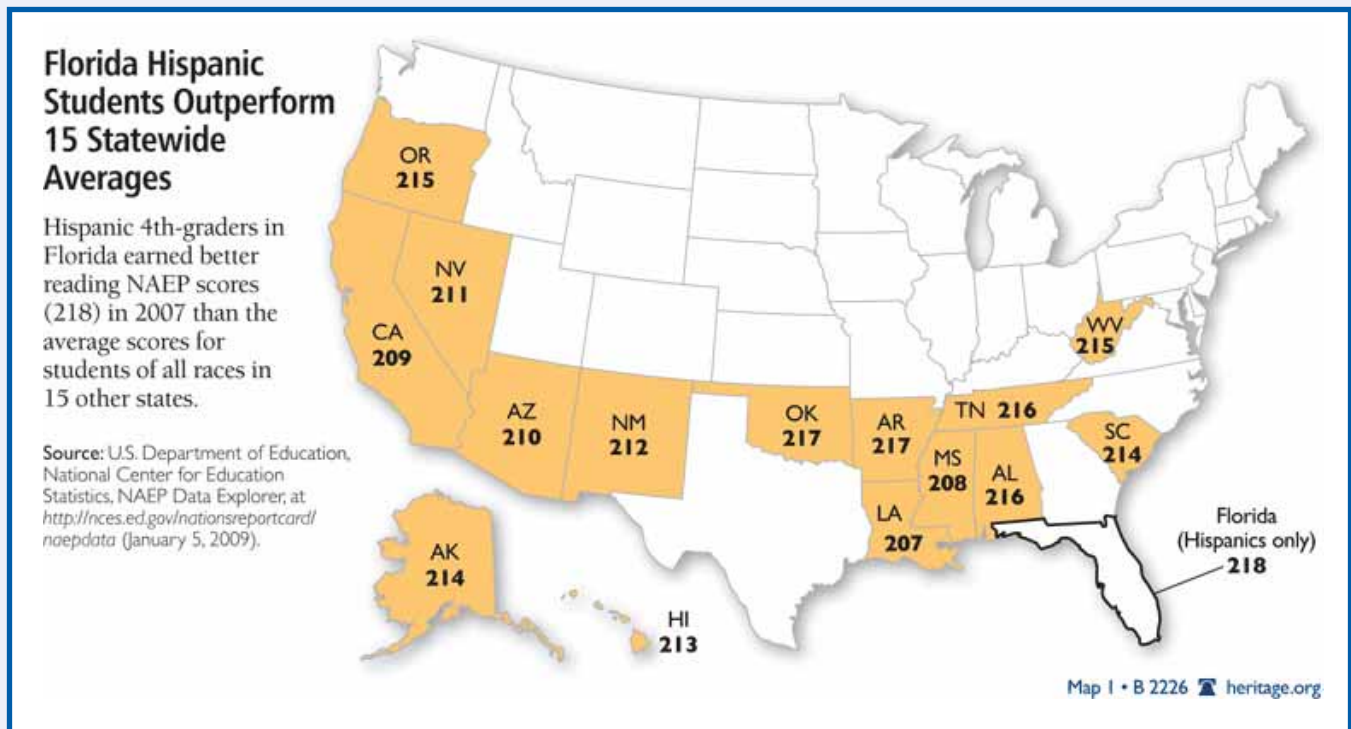 Florida Hispanic
Students Outperform
15 Statewide
Averages
Hispanic 4th-graders in
Florida earned better
reading NAEP scores
(218) in 2007 than the
average scores for
students of all races in
15 other states.
Source: U.S. Department of Education,
National Center for Education
Statistics, NAEP Data Explorer, at
http://nces.ed.gov/nationsreportcard/
naepdata (January 5, 2009).
OR
215
NV
211
CA
209
AZ
210
NM
212
OK
217
AR
217
TN 216
WV
215
SC
214
MS
208
AL
216
LA
207
AK
214
HI
213
Florida
(Hispanics only)
218
Map 1 • B 2226 heritage.org